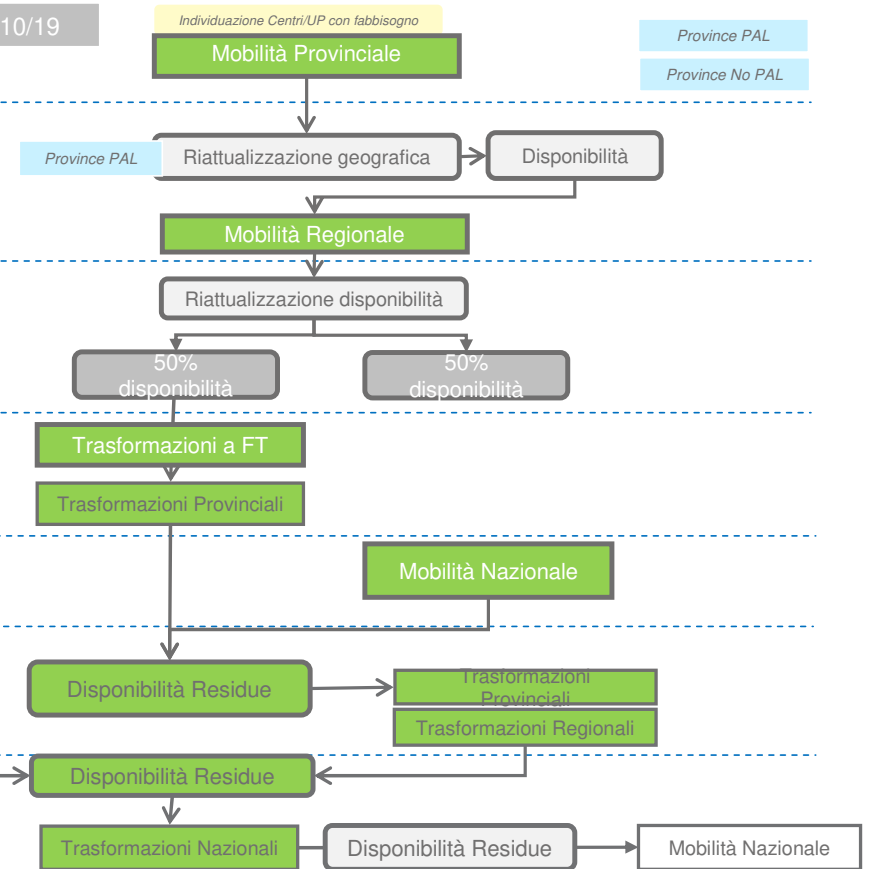 10/19
Individuazione Centri/UP con fabbisogno
Mobilità Provinciale
Province PAL
Province No PAL
Province PAL
Riattualizzazione geografica
Disponibilità
Mobilità Regionale
Riattualizzazione disponibilità
50%
disponibilità
50%
disponibilità
Trasformazioni a FT
Trasformazioni Provinciali
Mobilità Nazionale
Disponibilità Residue
Trasformazioni
Provinciali
Trasformazioni Regionali
Disponibilità Residue
Trasformazioni Nazionali
Disponibilità Residue
Mobilità Nazionale